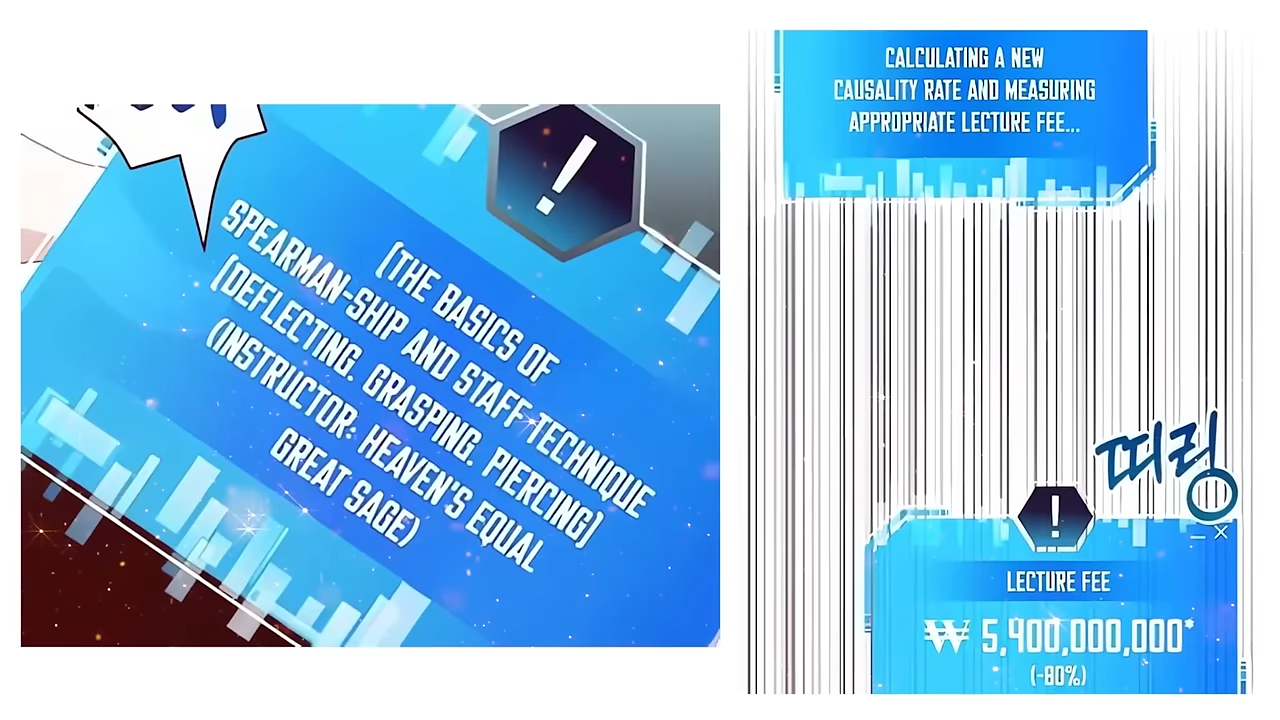 !
[THE BASICS OF
SPEARMAN-SHIP AND STAFF TECHNIQUE
[DEFLECTING. GRASPING. PIERCING]
(INSTRUCTOR: HEAVEN'S EQUAL
GREAT SAGE)
CALCULATING A NEW
CAUSALITY RATE AND MEASURING
APPROPRIATE LECTURE FEE...
띠링
!
LECTURE FEE
₩ 5,400,000,000*
(-80%)